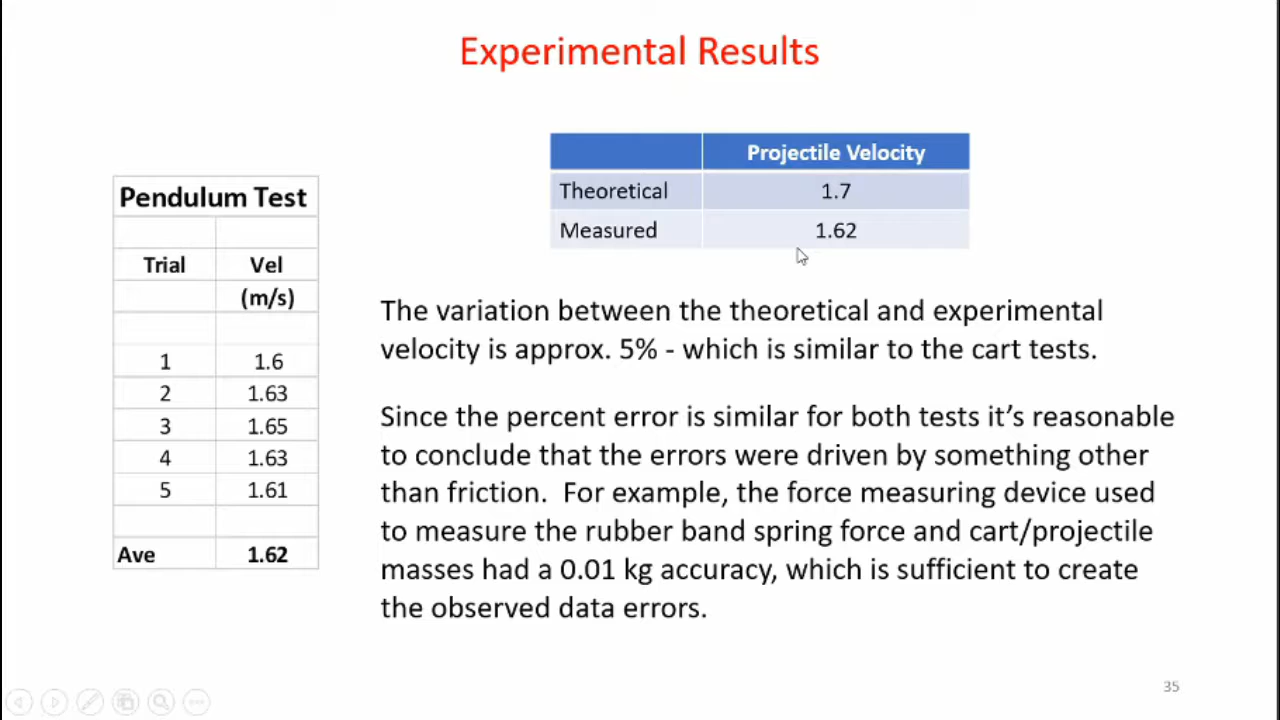 Experimental Results
Projectile Velocity
Theoretical 1.7
Measured 1.62
Pendulum Test
Trial Vel
(m/s)
1 1.6
2 1.63
3 1.65
4 1.63
5 1.61
Ave 1.62
The variation between the theoretical and experimental
velocity is approx. 5% - which is similar to the cart tests.
Since the percent error is similar for both tests it’s reasonable
to conclude that the errors were driven by something other
than friction. For example, the force measuring device used
to measure the rubber band spring force and cart/projectile
masses had a 0.01 kg accuracy, which is sufficient to create
the observed data errors.
35